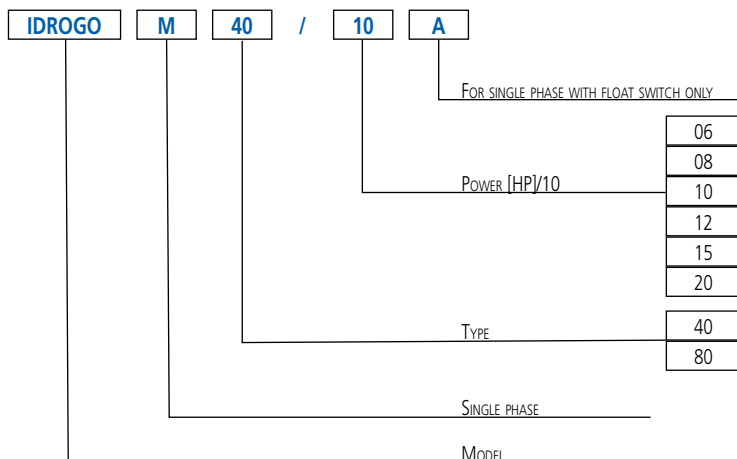 IDROGO M 40 / 10 A
FOR SINGLE PHASE WITH FLOAT SWITCH ONLY
06
08
POWER [HP]/10
10
12
15
20
TYPE
40
80
SINGLE PHASE
MODEL